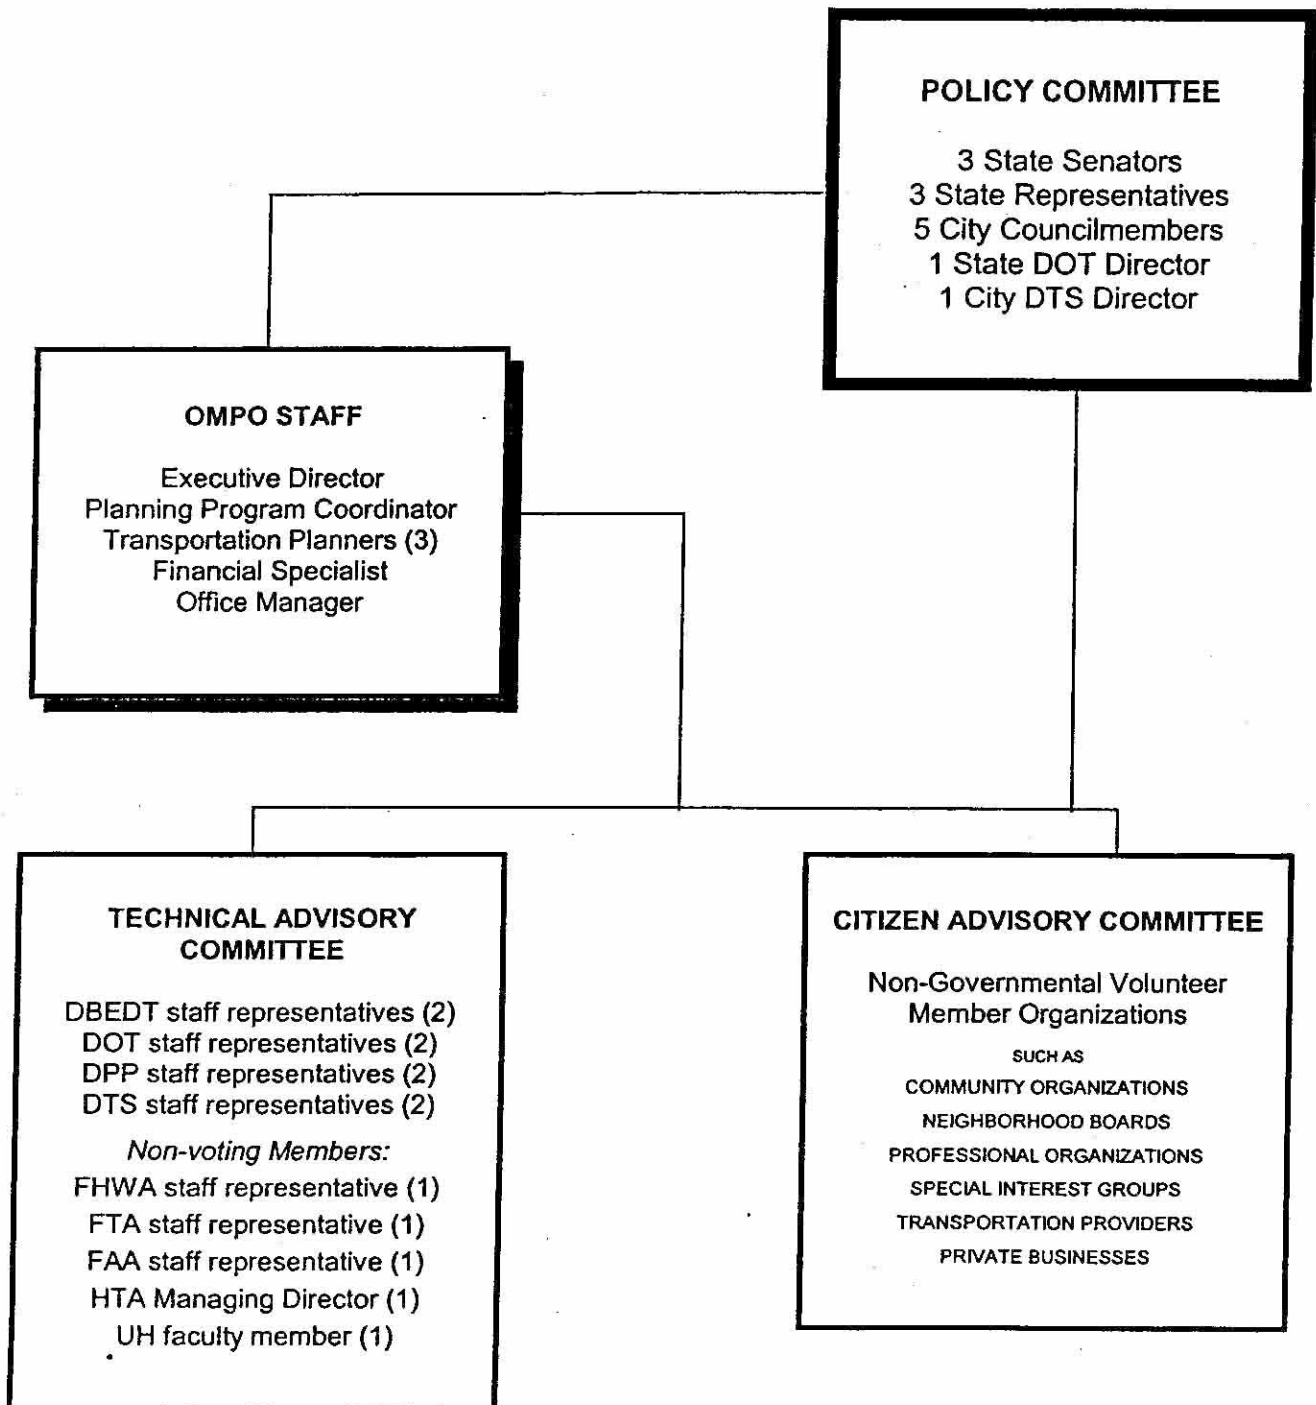 POLICY COMMITTEE
3 State Senators
3 State Representatives
5 City Councilmembers
1 State DOT Director
1 City DTS Director
OMPO STAFF
Executive Director
Planning Program Coordinator
Transportation Planners (3)
Financial Specialist
Office Manager
TECHNICAL ADVISORY
COMMITTEE
DBEDT staff representatives (2)
DOT staff representatives (2)
DPP staff representatives (2)
DTS staff representatives (2)
Non-voting Members:
FHWA staff representative (1)
FTA staff representative (1)
FAA staff representative (1)
HTA Managing Director (1)
UH faculty member (1)
CITIZEN ADVISORY COMMITTEE
Non-Governmental Volunteer
Member Organizations
SUCH AS
COMMUNITY ORGANIZATIONS
NEIGHBORHOOD BOARDS
PROFESSIONAL ORGANIZATIONS
SPECIAL INTEREST GROUPS
TRANSPORTATION PROVIDERS
PRIVATE BUSINESSES